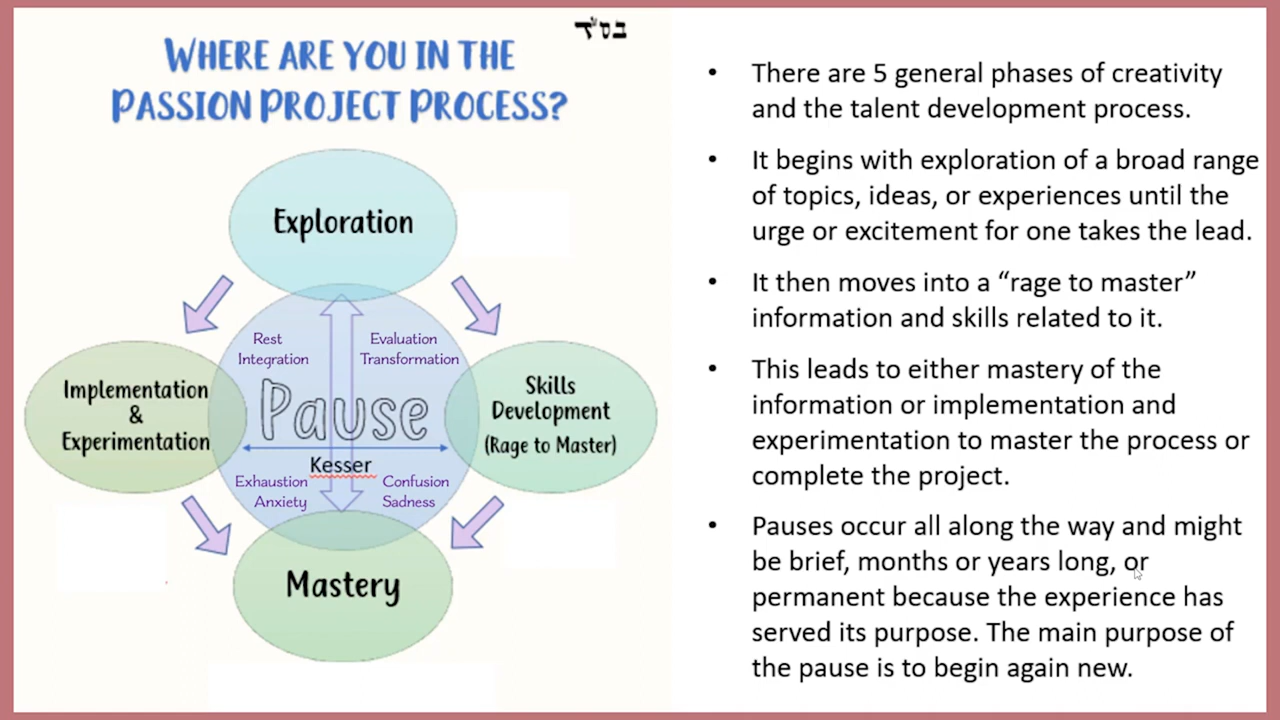 בס"ד
WHERE ARE YOU IN THE
PASSION PROJECT PROCESS?
Exploration
Rest
Integration
Evaluation
Transformation
Implementation
&
Experimentation
Pause
Skills
Development
(Rage to Master)
Kesser
Exhaustion
Anxiety
Confusion
Sadness
Mastery
• There are 5 general phases of creativity
and the talent development process.
• It begins with exploration of a broad range
of topics, ideas, or experiences until the
urge or excitement for one takes the lead.
• It then moves into a “rage to master”
information and skills related to it.
• This leads to either mastery of the
information or implementation and
experimentation to master the process or
complete the project.
• Pauses occur all along the way and might
be brief, months or years long, or
permanent because the experience has
served its purpose. The main purpose of
the pause is to begin again new.